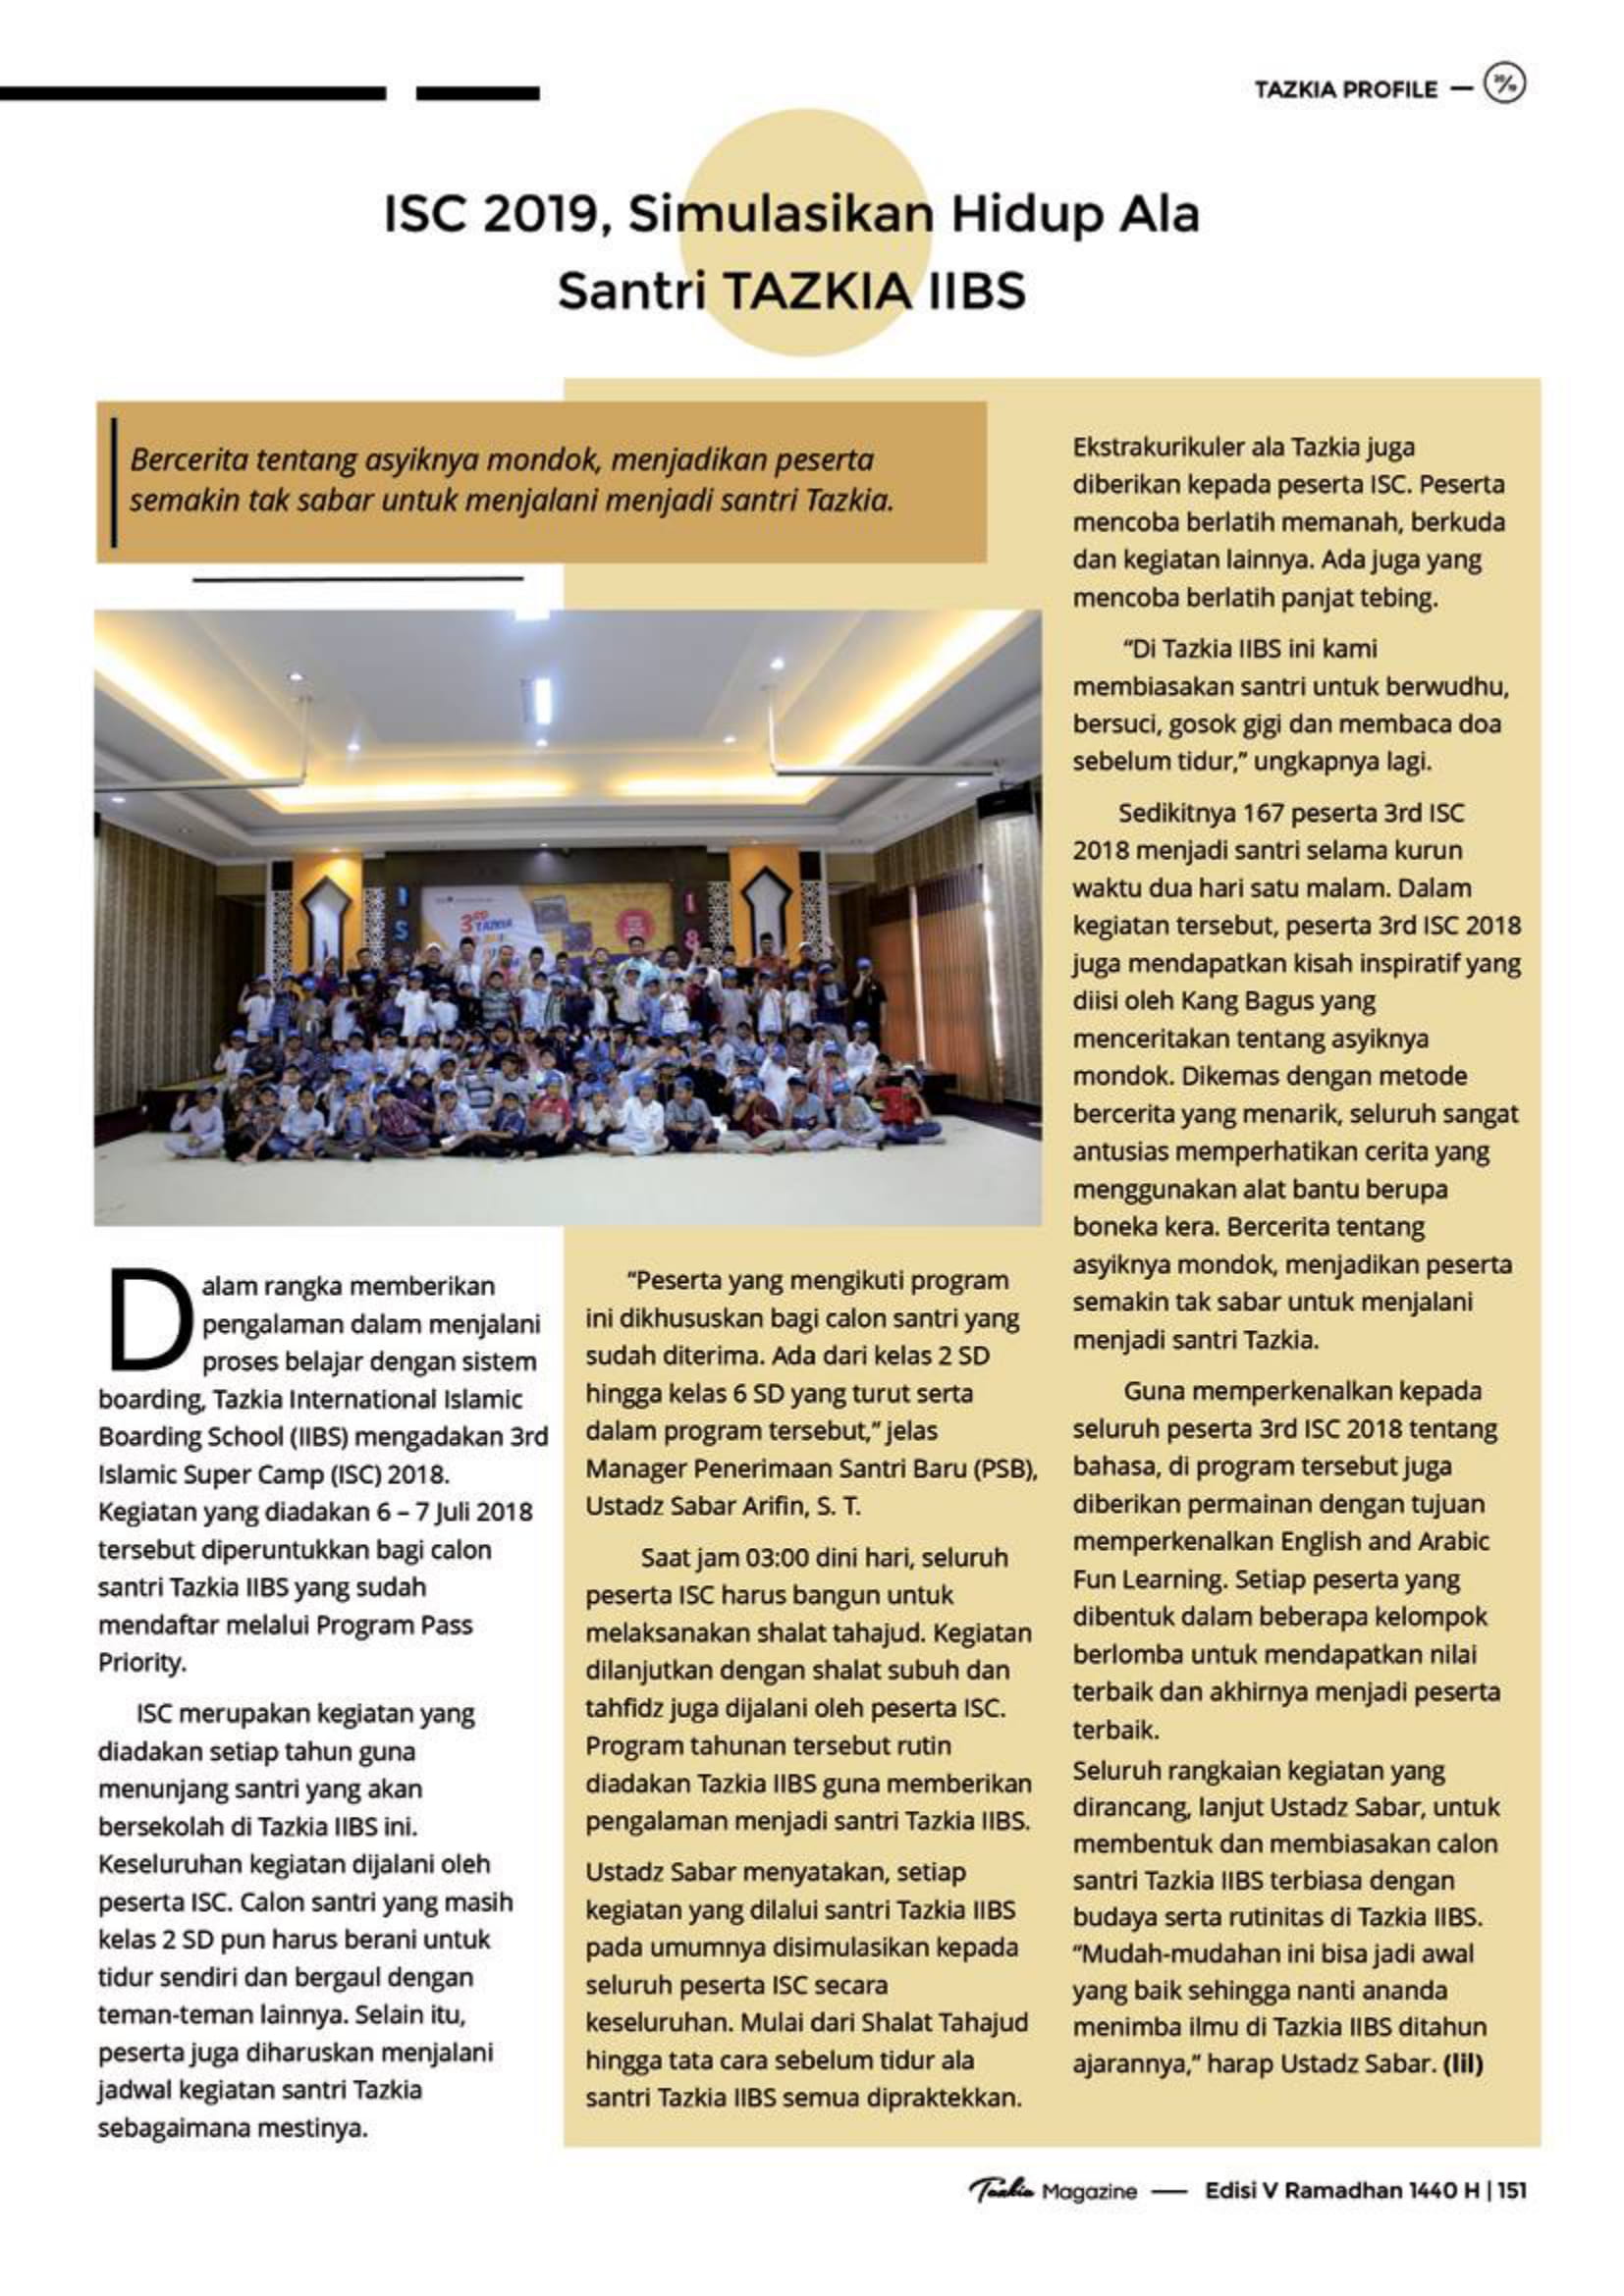 TAZKIA PROFILE —
ISC 2019, Simulasikan Hidup Ala
Santri TAZKIA IIBS
Bercerita tentang asyiknya mondok, menjadikan peserta
semakin tak sabar untuk menjalani menjadi santri Tazkia.
3RD
TAZKIA
Dalam rangka memberikan
pengalaman dalam menjalani
proses belajar dengan sistem
boarding, Tazkia International Islamic
Boarding School (IIBS) mengadakan 3rd
Islamic Super Camp (ISC) 2018.
Kegiatan yang diadakan 6 – 7 Juli 2018
tersebut diperuntukkan bagi calon
santri Tazkia IIBS yang sudah
mendaftar melalui Program Pass
Priority.
ISC merupakan kegiatan yang
diadakan setiap tahun guna
menunjang santri yang akan
bersekolah di Tazkia IIBS ini.
Keseluruhan kegiatan dijalani oleh
peserta ISC. Calon santri yang masih
kelas 2 SD pun harus berani untuk
tidur sendiri dan bergaul dengan
teman-teman lainnya. Selain itu,
peserta juga diharuskan menjalani
jadwal kegiatan santri Tazkia
sebagaimana mestinya.
“Peserta yang mengikuti program
ini dikhususkan bagi calon santri yang
sudah diterima. Ada dari kelas 2 SD
hingga kelas 6 SD yang turut serta
dalam program tersebut,” jelas
Manager Penerimaan Santri Baru (PSB),
Ustadz Sabar Arifin, S. T.
Saat jam 03:00 dini hari, seluruh
peserta ISC harus bangun untuk
melaksanakan shalat tahajud. Kegiatan
dilanjutkan dengan shalat subuh dan
tahfidz juga dijalani oleh peserta ISC.
Program tahunan tersebut rutin
diadakan Tazkia IIBS guna memberikan
pengalaman menjadi santri Tazkia IIBS.
Ustadz Sabar menyatakan, setiap
kegiatan yang dilalui santri Tazkia IIBS
pada umumnya disimulasikan kepada
seluruh peserta ISC secara
keseluruhan. Mulai dari Shalat Tahajud
hingga tata cara sebelum tidur ala
santri Tazkia IIBS semua dipraktekkan.
Ekstrakurikuler ala Tazkia juga
diberikan kepada peserta ISC. Peserta
mencoba berlatih memanah, berkuda
dan kegiatan lainnya. Ada juga yang
mencoba berlatih panjat tebing.
“Di Tazkia IIBS ini kami
membiasakan santri untuk berwudhu,
bersuci, gosok gigi dan membaca doa
sebelum tidur,” ungkapnya lagi.
Sedikitnya 167 peserta 3rd ISC
2018 menjadi santri selama kurun
waktu dua hari satu malam. Dalam
kegiatan tersebut, peserta 3rd ISC 2018
juga mendapatkan kisah inspiratif yang
diisi oleh Kang Bagus yang
menceritakan tentang asyiknya
mondok. Dikemas dengan metode
bercerita yang menarik, seluruh sangat
antusias memperhatikan cerita yang
menggunakan alat bantu berupa
boneka kera. Bercerita tentang
asyiknya mondok, menjadikan peserta
semakin tak sabar untuk menjalani
menjadi santri Tazkia.
Guna memperkenalkan kepada
seluruh peserta 3rd ISC 2018 tentang
bahasa, di program tersebut juga
diberikan permainan dengan tujuan
memperkenalkan English and Arabic
Fun Learning. Setiap peserta yang
dibentuk dalam beberapa kelompok
berlomba untuk mendapatkan nilai
terbaik dan akhirnya menjadi peserta
terbaik.
Seluruh rangkaian kegiatan yang
dirancang, lanjut Ustadz Sabar, untuk
membentuk dan membiasakan calon
santri Tazkia IIBS terbiasa dengan
budaya serta rutinitas di Tazkia IIBS.
“Mudah-mudahan ini bisa jadi awal
yang baik sehingga nanti ananda
menimba ilmu di Tazkia IIBS ditahun
ajarannya,” harap Ustadz Sabar. (lil)
Tazkia Magazine — Edisi V Ramadhan 1440 H | 151